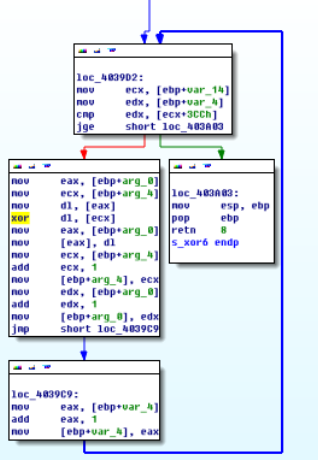 loc_4039D2:
mov ecx, [ebp+var_14]
mov edx, [ebp+var_4]
cmp edx, [ecx+3CCh]
jge short loc_403A03
mov eax, [ebp+arg_0]
mov ecx, [ebp+arg_4]
mov dl, [eax]
xor dl, [ecx]
mov eax, [ebp+arg_0]
mov [eax], dl
mov ecx, [ebp+arg_4]
add ecx, 1
mov [ebp+arg_4], ecx
mov edx, [ebp+arg_0]
add edx, 1
mov [ebp+arg_0], edx
jmp short loc_4039C9
loc_403A03:
mov esp, ebp
pop ebp
retn 8
s_xor6 endp
loc_4039C9:
mov eax, [ebp+var_4]
add eax, 1
mov [ebp+var_4], eax